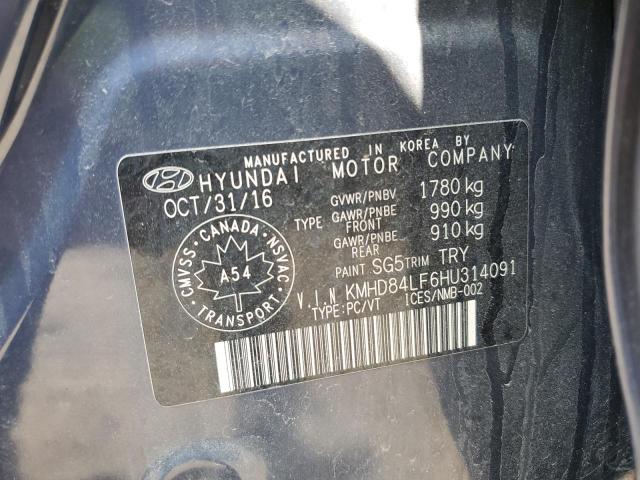 MANUFACTURED IN KOREA BY
HYUNDAI MOTOR COMPANY
OCT/31/16
GVWR/PNBV 1780 kg
TYPE GAWR/PNBE FRONT 990 kg
GAWR/PNBE REAR 910 kg
PAINT SG5 TRIM TRY
V.I.N KMHD84LF6HU314091
TYPE:PC/VT ICES/NMB-002
CMVSS · CANADA · NSVAC
A54
TRANSPORT